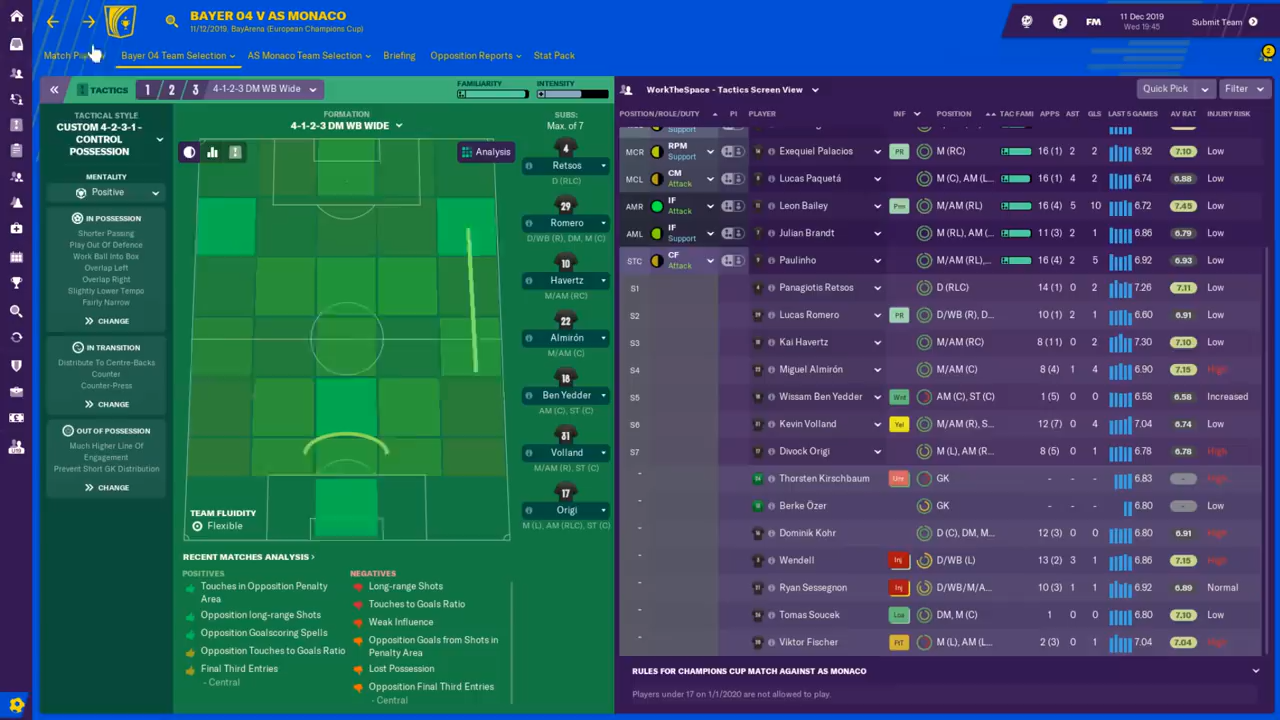 BAYER 04 V AS MONACO
11/12/2019, BayArena (European Champions Cup)
FM
11 Dec 2019
Wed 19:45
Submit Team
2
Bayer 04 Team Selection
AS Monaco Team Selection
Briefing
Opposition Reports
Stat Pack
TACTICS
1 2 3
4-1-2-3 DM WB Wide
FAMILIARITY
INTENSITY
TACTICAL STYLE
CUSTOM 4-2-3-1 - CONTROL POSSESSION
MENTALITY
Positive
IN POSSESSION
Shorter Passing
Play Out Of Defence
Work Ball Into Box
Overlap Left
Overlap Right
Slightly Lower Tempo
Fairly Narrow
CHANGE
IN TRANSITION
Distribute To Centre-Backs
Counter
Counter-Press
CHANGE
OUT OF POSSESSION
Much Higher Line Of Engagement
Prevent Short GK Distribution
CHANGE
FORMATION
4-1-2-3 DM WB WIDE
Analysis
TEAM FLUIDITY
Flexible
SUBS:
Max. of 7
4
Retsos
D (RLC)
29
Romero
D/WB (R), DM, M (C)
10
Havertz
M/AM (RC)
22
Almirón
M/AM (C)
18
Ben Yedder
AM (C), ST (C)
31
Volland
M/AM (R), ST (C)
17
Origi
M (L), AM (RLC), ST (C)
RECENT MATCHES ANALYSIS
POSITIVES
Touches in Opposition Penalty Area
Opposition long-range Shots
Opposition Goalscoring Spells
Opposition Touches to Goals Ratio
Final Third Entries
- Central
NEGATIVES
Long-range Shots
Touches to Goals Ratio
Weak Influence
Opposition Goals from Shots in Penalty Area
Lost Possession
Opposition Final Third Entries
- Central
WorkTheSpace - Tactics Screen View
Quick Pick
Filter
POSITION/ROLE/DUTY PI PLAYER INF POSITION TAC FAMI APPS AST GLS LAST 5 GAMES AV RAT INJURY RISK
Support
MCR RPM Support Exequiel Palacios PR M (RC) 16 (1) 2 2 6.92 7.10 Low
MCL CM Attack Lucas Paquetá M (C), AM (L... 16 (1) 4 2 6.74 6.88 Low
AMR IF Attack Leon Bailey M/AM (RL) 16 (4) 5 10 6.72 7.45 Low
AML IF Support Julian Brandt M (RL), AM (... 11 (3) 2 2 6.86 6.79 Low
STC CF Attack Paulinho M/AM (RL),... 16 (4) 2 5 6.92 6.93 Low
S1 Panagiotis Retsos D (RLC) 14 (1) 0 2 7.26 7.11 Low
S2 Lucas Romero PR D/WB (R), D... 10 (1) 2 1 6.60 6.91 Low
S3 Kai Havertz M/AM (RC) 8 (11) 0 2 7.30 7.10 Low
S4 Miguel Almirón M/AM (C) 8 (4) 1 4 6.90 7.15 High
S5 Wissam Ben Yedder Wnt AM (C), ST (C) 1 (5) 0 0 6.58 6.58 Increased
S6 Kevin Volland Yel M/AM (R), S... 12 (7) 0 4 7.04 6.74 Low
S7 Divock Origi M (L), AM (R... 8 (5) 0 1 6.78 6.78 High
- Thorsten Kirschbaum Unr GK - - - 6.83 - High
- Berke Özer GK - - - 6.80 - Low
- Dominik Kohr D (C), DM, M... 12 (3) 0 0 6.80 6.91 High
- Wendell Inj D/WB (L) 13 (2) 3 1 6.86 7.15 High
- Ryan Sessegnon Inj D/WB/M/A... 10 (3) 1 1 6.92 6.89 Normal
- Tomas Soucek Loa DM, M (C) 1 0 0 6.80 7.10 Low
- Viktor Fischer M (L), AM (L... 2 (3) 0 1 7.04 7.04 High
RULES FOR CHAMPIONS CUP MATCH AGAINST AS MONACO
Players under 17 on 1/1/2020 are not allowed to play.